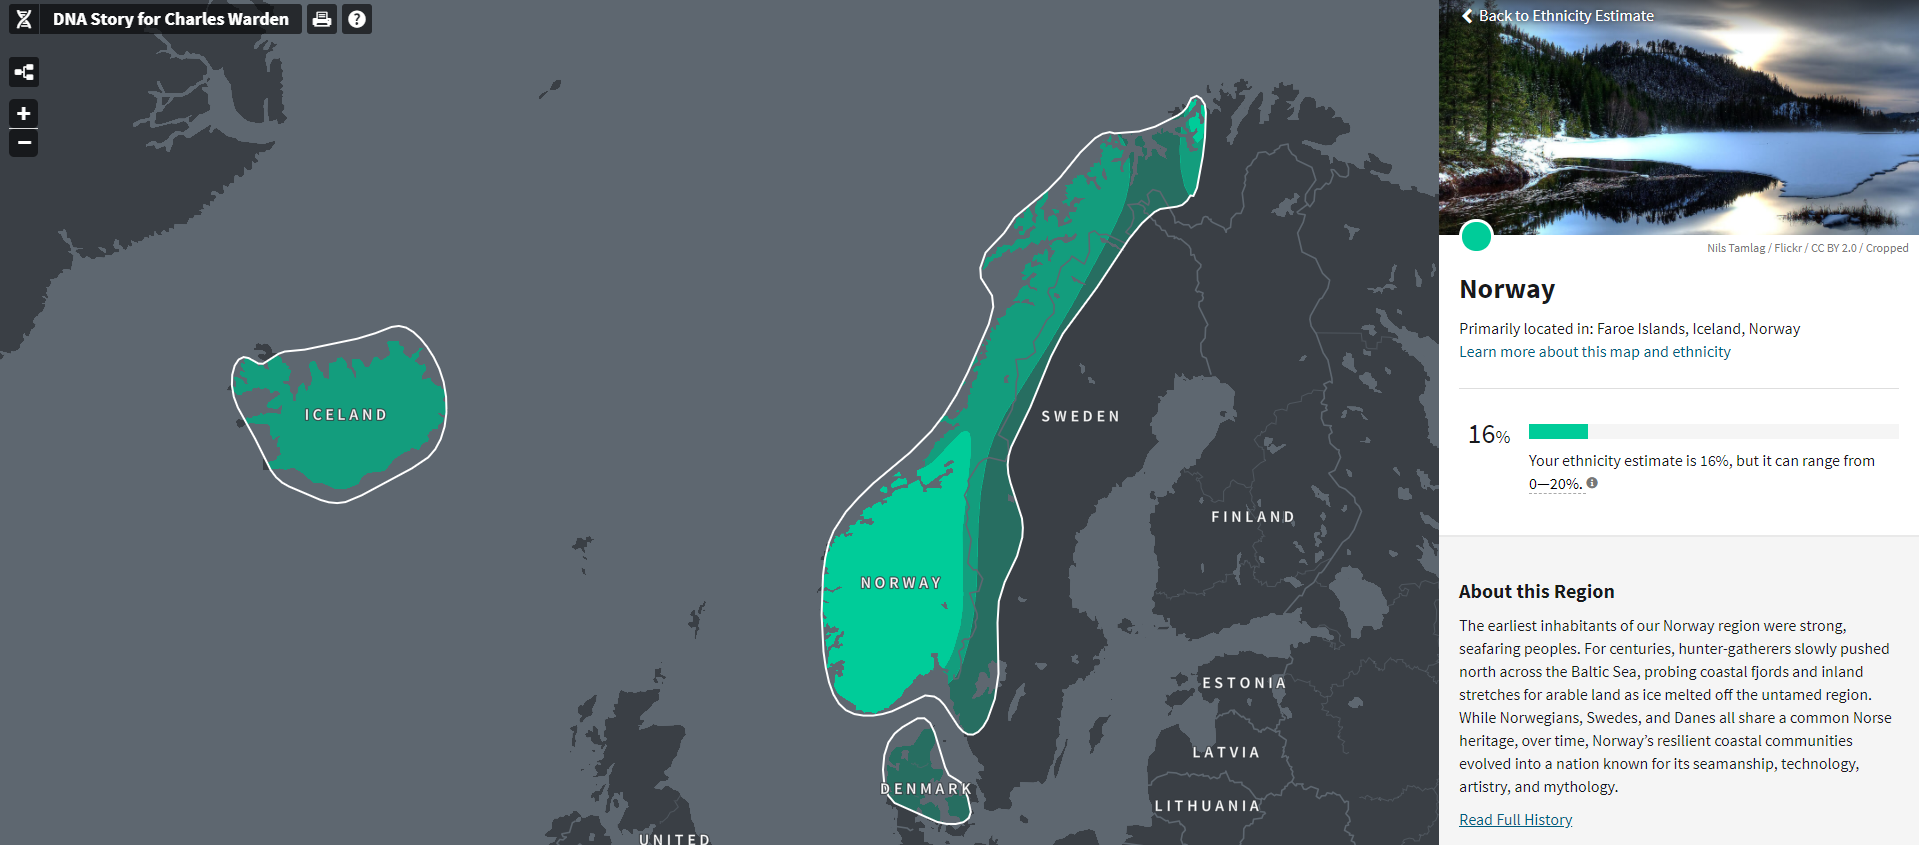 DNA Story for Charles Warden
?
+
−
ICELAND
NORWAY
SWEDEN
FINLAND
ESTONIA
LATVIA
LITHUANIA
DENMARK
UNITED
Back to Ethnicity Estimate
Nils Tamlag / Flickr / CC BY 2.0 / Cropped
Norway
Primarily located in: Faroe Islands, Iceland, Norway
Learn more about this map and ethnicity
16%
Your ethnicity estimate is 16%, but it can range from
0—20%.
About this Region
The earliest inhabitants of our Norway region were strong,
seafaring peoples. For centuries, hunter-gatherers slowly pushed
north across the Baltic Sea, probing coastal fjords and inland
stretches for arable land as ice melted off the untamed region.
While Norwegians, Swedes, and Danes all share a common Norse
heritage, over time, Norway’s resilient coastal communities
evolved into a nation known for its seamanship, technology,
artistry, and mythology.
Read Full History